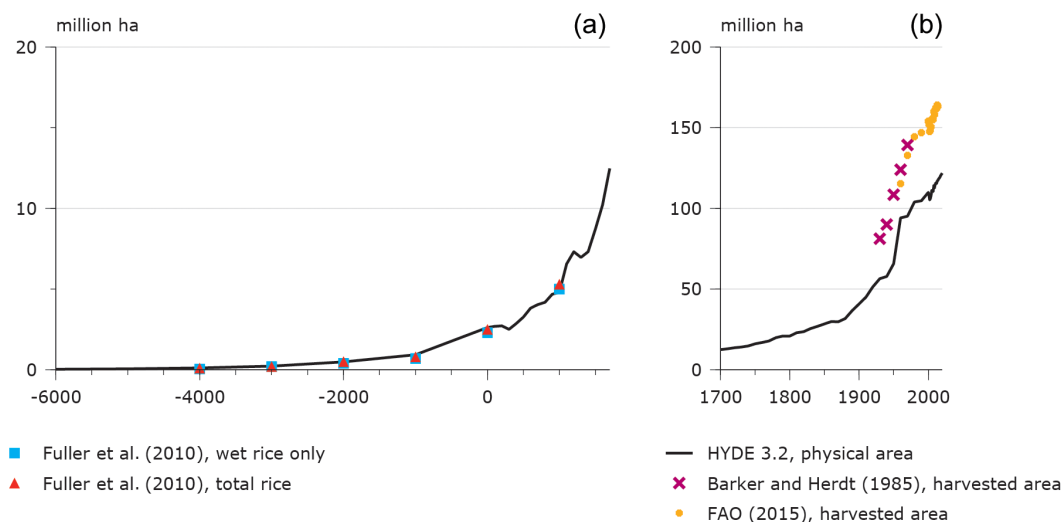 million ha
(a)
20
10
0
-6000
-4000
-2000
0
Fuller et al. (2010), wet rice only
Fuller et al. (2010), total rice
million ha
(b)
200
150
100
50
0
1700
1800
1900
2000
HYDE 3.2, physical area
Barker and Herdt (1985), harvested area
FAO (2015), harvested area